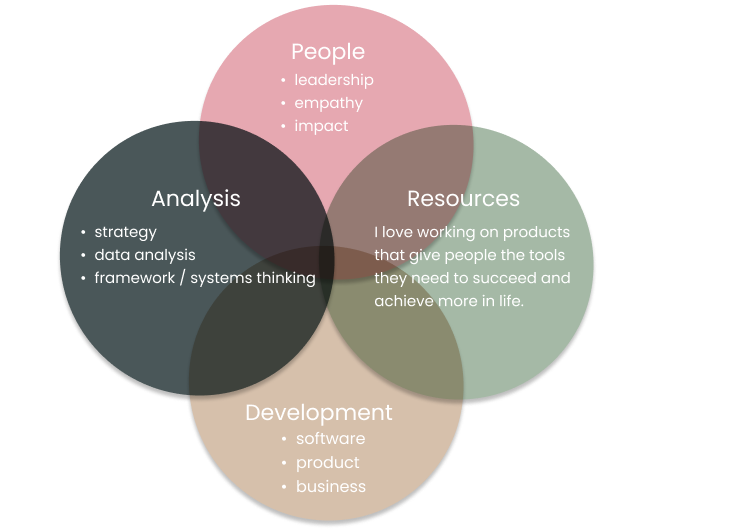 People
• leadership
• empathy
• impact
Analysis
• strategy
• data analysis
• framework / systems thinking
Resources
I love working on products
that give people the tools
they need to succeed and
achieve more in life.
Development
• software
• product
• business